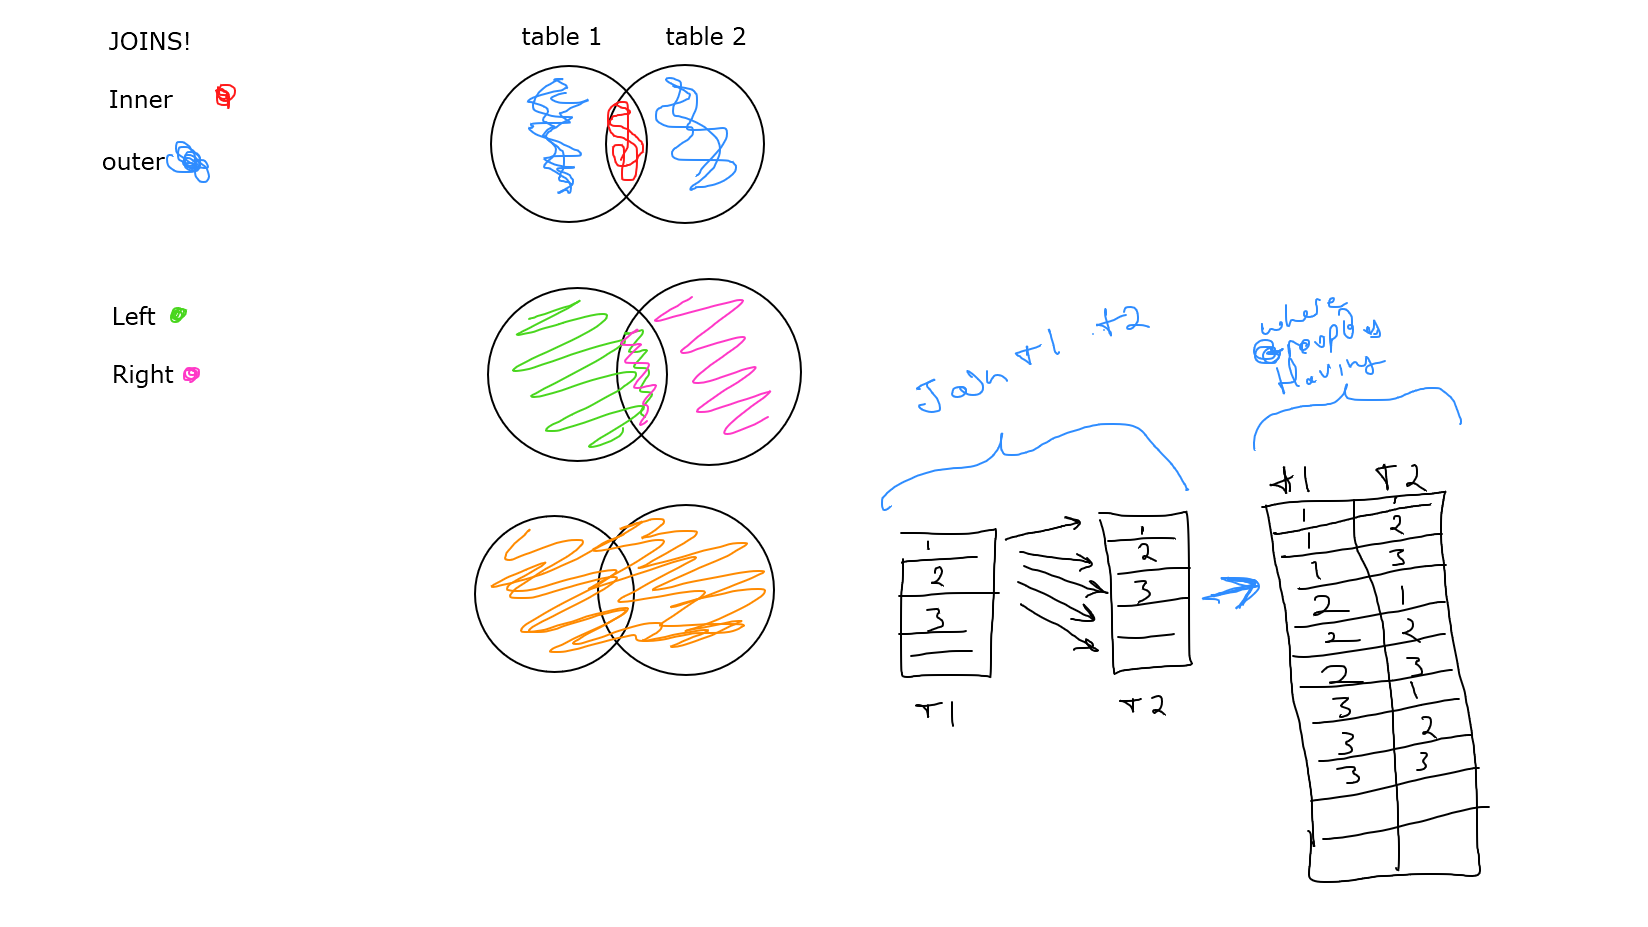 JOINS!
table 1 table 2
Inner
outer
Left
Right
Join t1 t2
where
Having
t1 T2
1
2
3
T1
1
2
3
T2
1 1
1 2
1 3
2 1
2 2
2 3
3 1
3 2
3 3